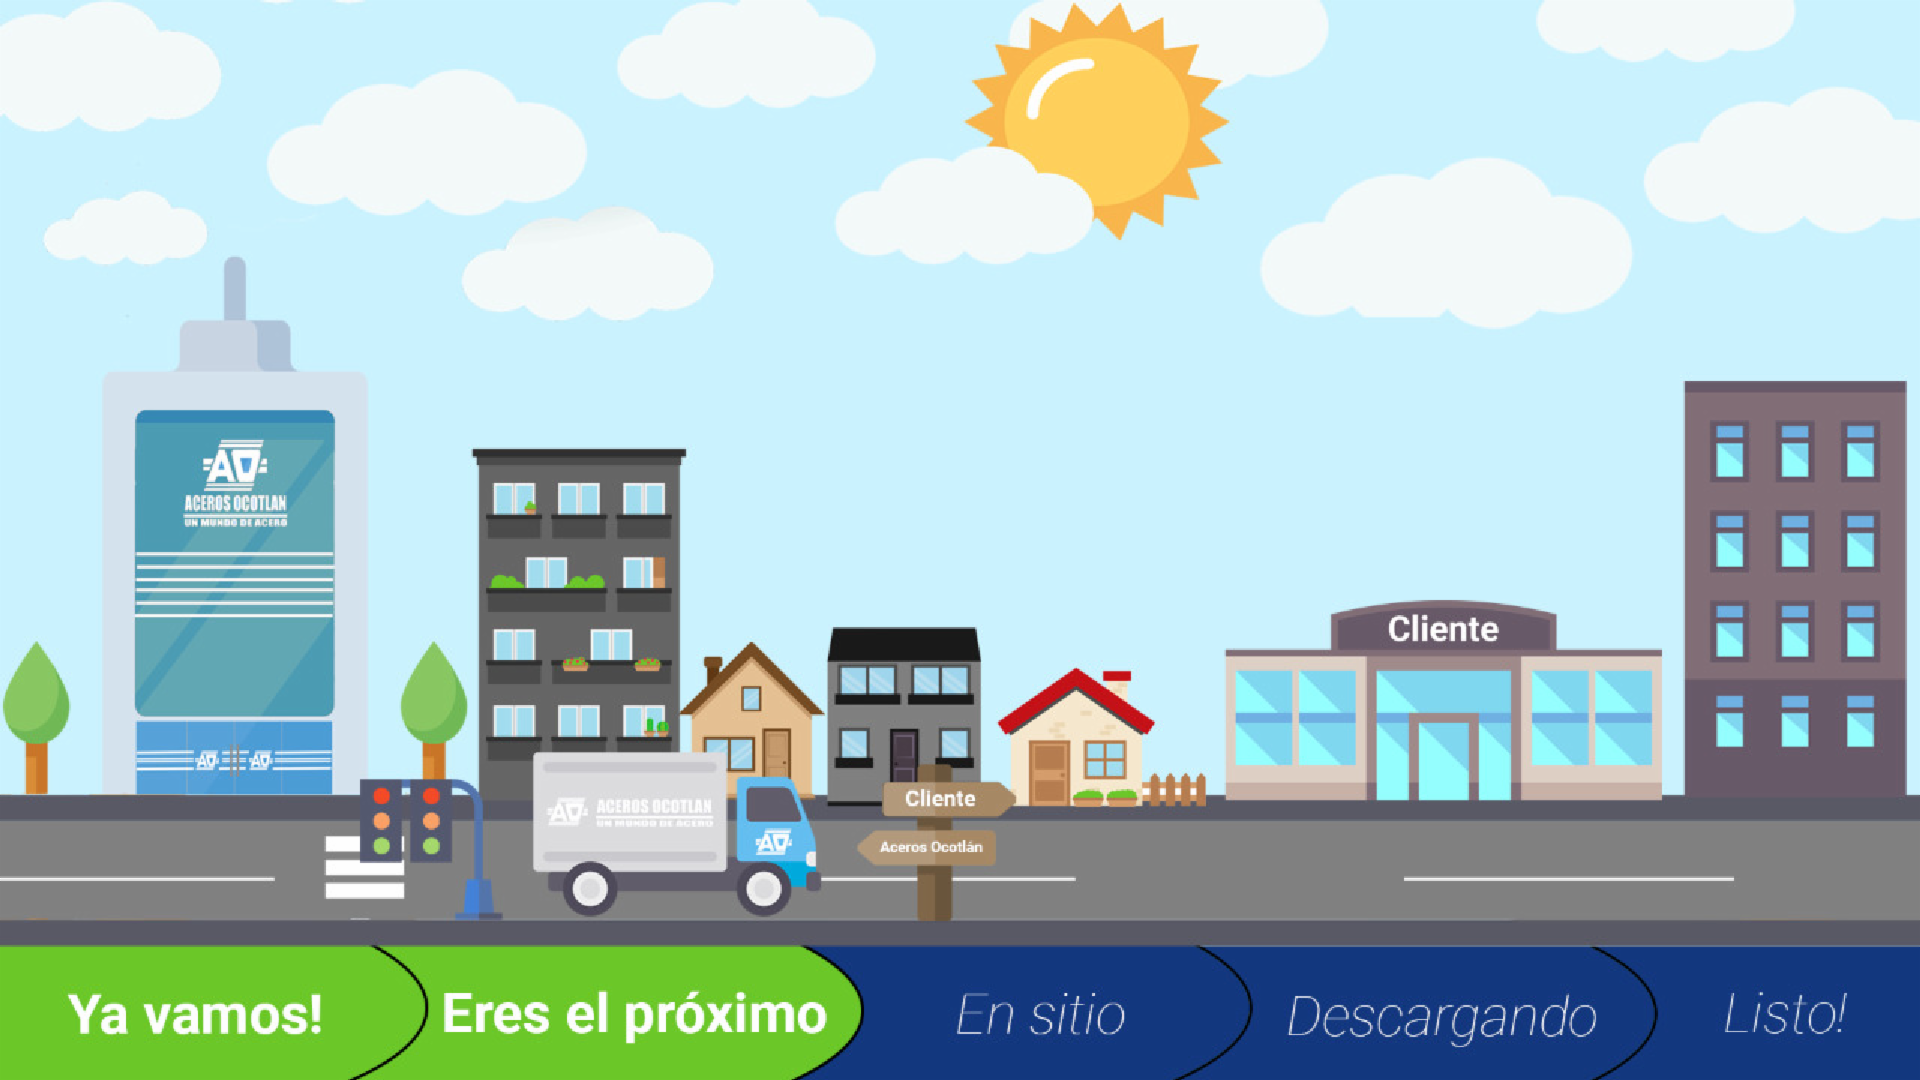 AO
ACEROS OCOTLAN
UN MUNDO DE ACERO
AO AO
Cliente
AO ACEROS OCOTLAN
UN MUNDO DE ACERO
AO
Cliente
Aceros Ocotlán
Ya vamos!
Eres el próximo
En sitio
Descargando
Listo!